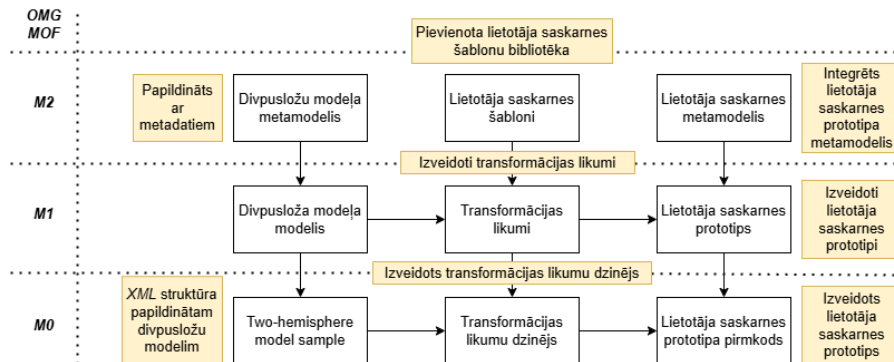 OMG
MOF
Pievienota lietotāja saskarnes
šablonu bibliotēka
M2
Papildināts
ar
metadatiem
Divpusložu modeļa
metamodelis
Lietotāja saskarnes
šabloni
Lietotāja saskarnes
metamodelis
Integrēts
lietotāja
saskarnes
prototipa
metamodelis
Izveidoti transformācijas likumi
M1
Divpusloža modeļa
modelis
Transformācijas
likumi
Lietotāja saskarnes
prototips
Izveidoti
lietotāja
saskarnes
prototipi
Izveidots transformācijas likumu dzinējs
M0
XML struktūra
papildinātam
divpusložu
modelim
Two-hemisphere
model sample
Transformācijas
likumu dzinējs
Lietotāja saskarnes
prototipa pirmkods
Izveidots
lietotāja
saskarnes
prototips